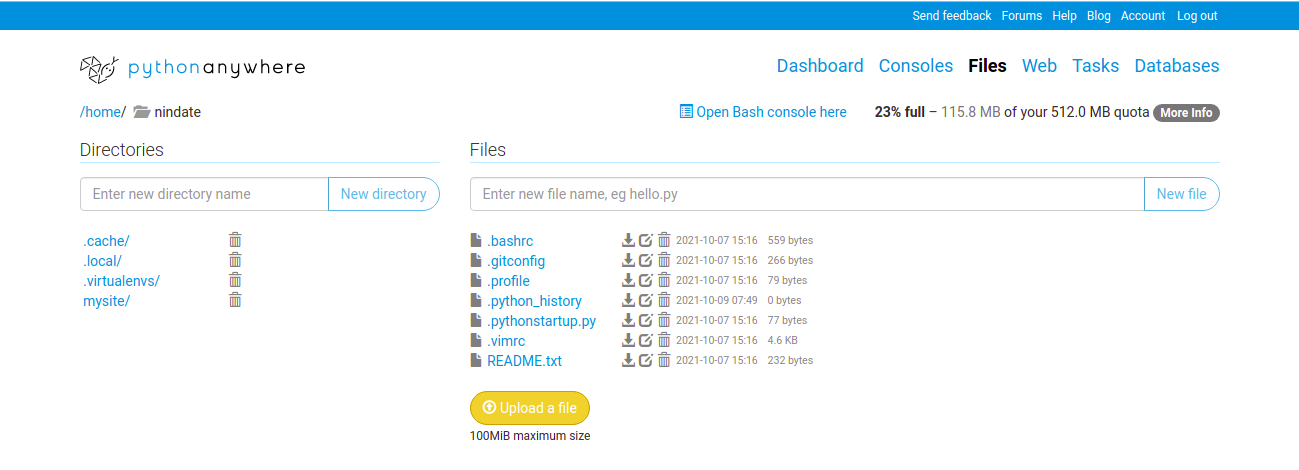 Send feedback Forums Help Blog Account Log out
pythonanywhere
Dashboard Consoles Files Web Tasks Databases
/home/ nindate
Open Bash console here 23% full – 115.8 MB of your 512.0 MB quota More Info
Directories
Enter new directory name New directory
.cache/
.local/
.virtualenvs/
mysite/
Files
Enter new file name, eg hello.py New file
.bashrc 2021-10-07 15:16 559 bytes
.gitconfig 2021-10-07 15:16 266 bytes
.profile 2021-10-07 15:16 79 bytes
.python_history 2021-10-09 07:49 0 bytes
.pythonstartup.py 2021-10-07 15:16 77 bytes
.vimrc 2021-10-07 15:16 4.6 KB
README.txt 2021-10-07 15:16 232 bytes
Upload a file
100MiB maximum size